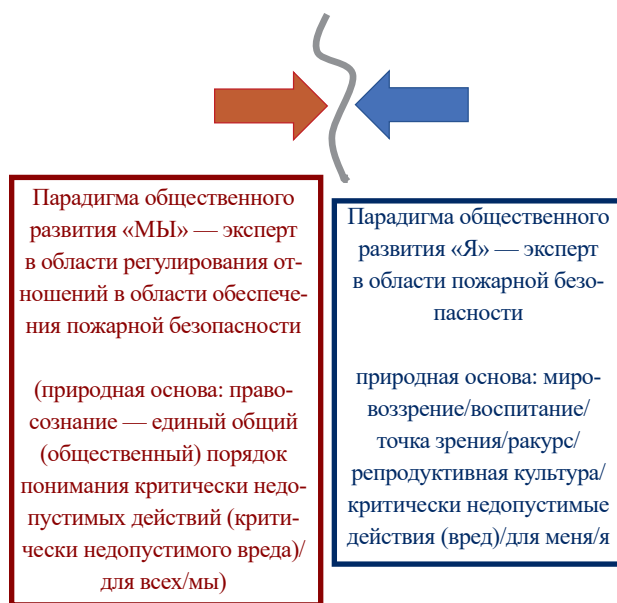 Парадигма общественного
развития «МЫ» — эксперт
в области регулирования от-
ношений в области обеспече-
ния пожарной безопасности
(природная основа: право-
сознание — единый общий
(общественный) порядок
понимания критически недо-
пустимых действий (крити-
чески недопустимого вреда)/
для всех/мы)
Парадигма общественного
развития «Я» — эксперт
в области пожарной безо-
пасности
природная основа: миро-
воззрение/воспитание/
точка зрения/ракурс/
репродуктивная культура/
критически недопустимые
действия (вред)/для меня/я